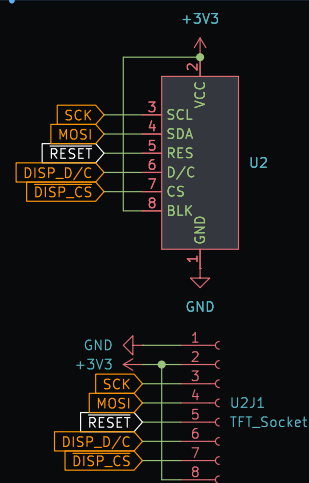 +3V3
2
VCC
SCK 3 SCL
MOSI 4 SDA
RESET 5 RES
U2
DISP_D/C 6 D/C
DISP_CS 7 CS
8 BLK
GND
1
GND
GND 1
+3V3 2
SCK 3
MOSI 4 U2J1
RESET 5 TFT_Socket
DISP_D/C 6
DISP_CS 7
8